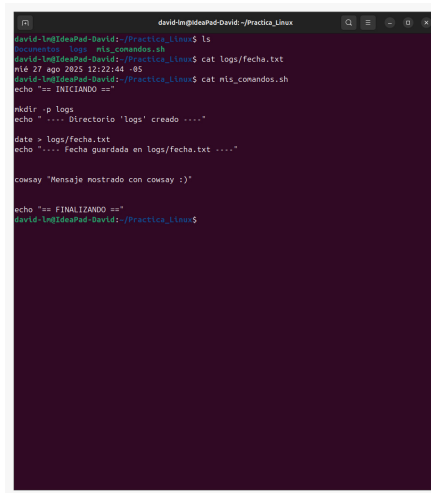 david-lm@IdeaPad-David: ~/Practica_Linux
david-lm@IdeaPad-David:~/Practica_Linux$ ls
Documentos logs mis_comandos.sh
david-lm@IdeaPad-David:~/Practica_Linux$ cat logs/fecha.txt
mié 27 ago 2025 12:22:44 -05
david-lm@IdeaPad-David:~/Practica_Linux$ cat mis_comandos.sh
echo "== INICIANDO =="
mkdir -p logs
echo " ---- Directorio 'logs' creado ----"
date > logs/fecha.txt
echo "---- Fecha guardada en logs/fecha.txt ----"
cowsay "Mensaje mostrado con cowsay :)"
echo "== FINALIZANDO =="
david-lm@IdeaPad-David:~/Practica_Linux$